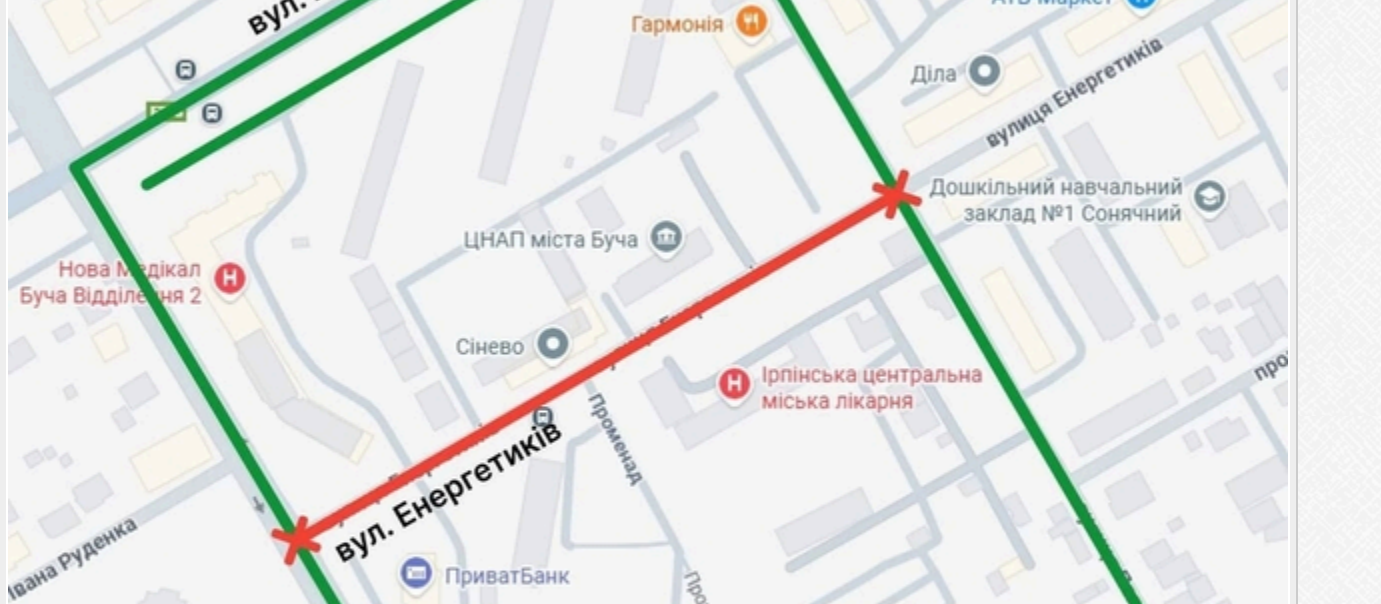 вул.
Гармонія
АТБ Маркет
Діла
вулиця Енергетиків
Дошкільний навчальний
заклад №1 Сонячний
ЦНАП міста Буча
Нова Медікал
Буча Відділення 2
Сінево
Ірпінська центральна
міська лікарня
Променад
вул. Енергетиків
Івана Руденка
ПриватБанк